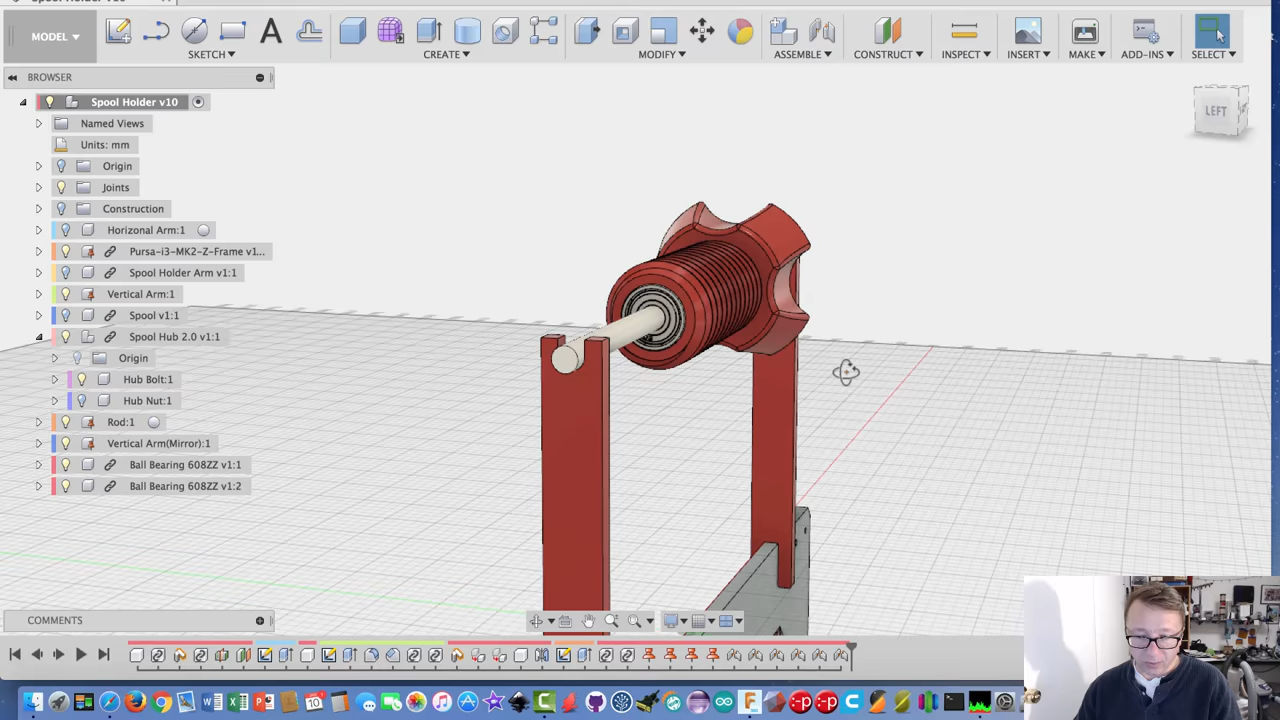 Spool Holder v10
MODEL
SKETCH
CREATE
MODIFY
ASSEMBLE
CONSTRUCT
INSPECT
INSERT
MAKE
ADD-INS
SELECT
BROWSER
Spool Holder v10
Named Views
Units: mm
Origin
Joints
Construction
Horizonal Arm:1
Pursa-i3-MK2-Z-Frame v1...
Spool Holder Arm v1:1
Vertical Arm:1
Spool v1:1
Spool Hub 2.0 v1:1
Origin
Hub Bolt:1
Hub Nut:1
Rod:1
Vertical Arm(Mirror):1
Ball Bearing 608ZZ v1:1
Ball Bearing 608ZZ v1:2
LEFT
COMMENTS